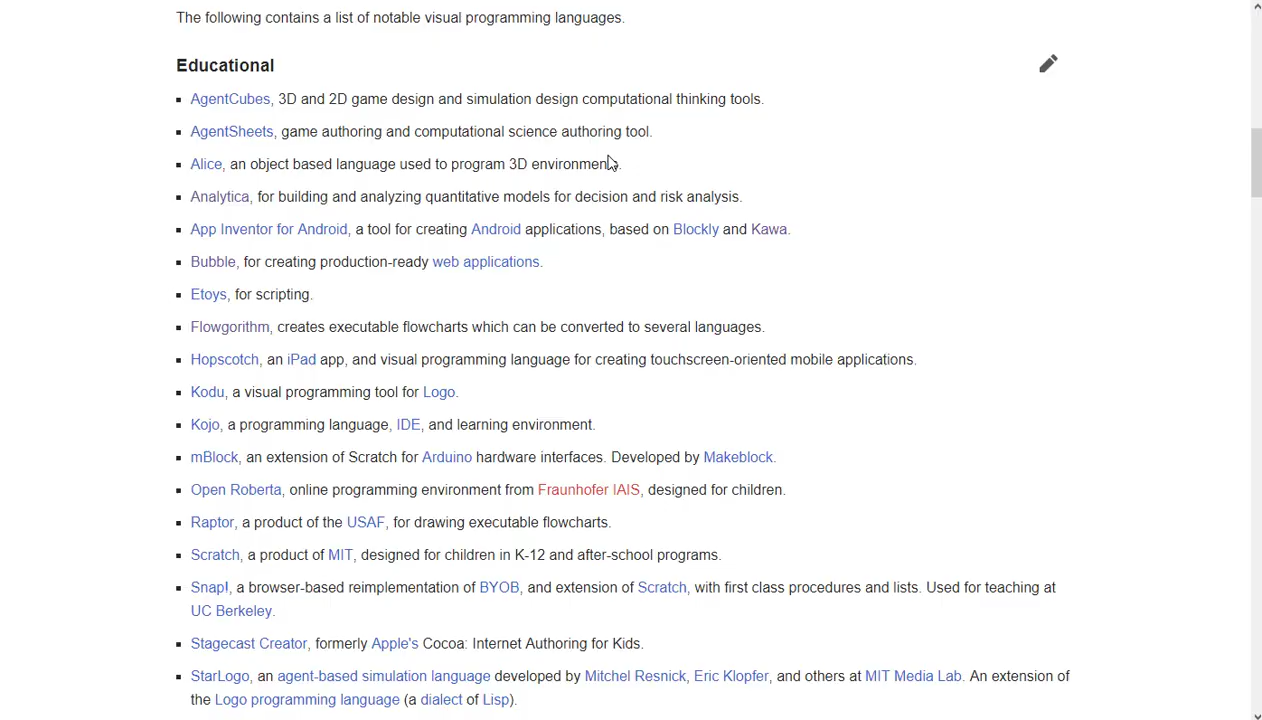 The following contains a list of notable visual programming languages.
Educational
▪ AgentCubes, 3D and 2D game design and simulation design computational thinking tools.
▪ AgentSheets, game authoring and computational science authoring tool.
▪ Alice, an object based language used to program 3D environments.
▪ Analytica, for building and analyzing quantitative models for decision and risk analysis.
▪ App Inventor for Android, a tool for creating Android applications, based on Blockly and Kawa.
▪ Bubble, for creating production-ready web applications.
▪ Etoys, for scripting.
▪ Flowgorithm, creates executable flowcharts which can be converted to several languages.
▪ Hopscotch, an iPad app, and visual programming language for creating touchscreen-oriented mobile applications.
▪ Kodu, a visual programming tool for Logo.
▪ Kojo, a programming language, IDE, and learning environment.
▪ mBlock, an extension of Scratch for Arduino hardware interfaces. Developed by Makeblock.
▪ Open Roberta, online programming environment from Fraunhofer IAIS, designed for children.
▪ Raptor, a product of the USAF, for drawing executable flowcharts.
▪ Scratch, a product of MIT, designed for children in K-12 and after-school programs.
▪ Snap!, a browser-based reimplementation of BYOB, and extension of Scratch, with first class procedures and lists. Used for teaching at
UC Berkeley.
▪ Stagecast Creator, formerly Apple's Cocoa: Internet Authoring for Kids.
▪ StarLogo, an agent-based simulation language developed by Mitchel Resnick, Eric Klopfer, and others at MIT Media Lab. An extension of
the Logo programming language (a dialect of Lisp).